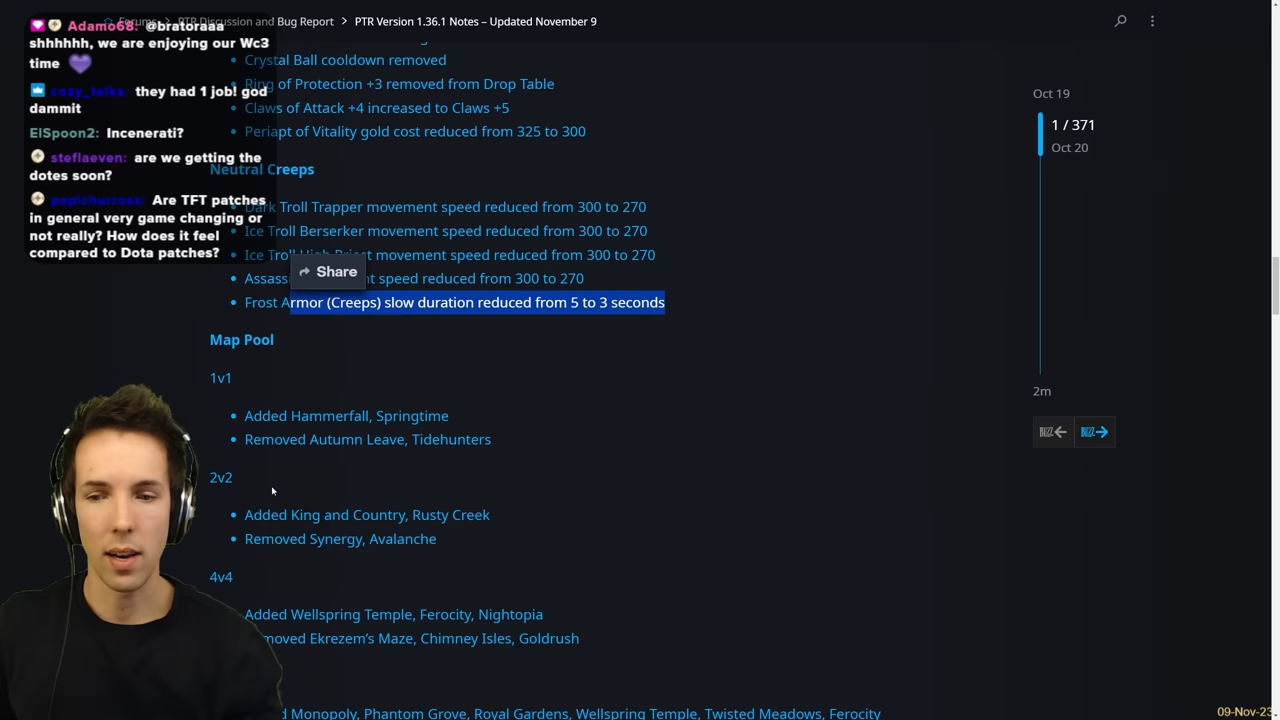 Forums > PTR Discussion and Bug Report > PTR Version 1.36.1 Notes – Updated November 9
Adamo68: @bratoraaa
shhhhhh, we are enjoying our Wc3
time
cozy_talks: they had 1 job! god
dammit
ElSpoon2: Incenerati?
steflaeven: are we getting the
dotes soon?
papichurroxx: Are TFT patches
in general very game changing or
not really? How does it feel
compared to Dota patches?
Crystal Ball cooldown removed
Ring of Protection +3 removed from Drop Table
Claws of Attack +4 increased to Claws +5
Periapt of Vitality gold cost reduced from 325 to 300
Neutral Creeps
Dark Troll Trapper movement speed reduced from 300 to 270
Ice Troll Berserker movement speed reduced from 300 to 270
Ice Troll High Priest movement speed reduced from 300 to 270
Share
speed reduced from 300 to 270
Frost Armor (Creeps) slow duration reduced from 5 to 3 seconds
Map Pool
1v1
Added Hammerfall, Springtime
Removed Autumn Leave, Tidehunters
2v2
Added King and Country, Rusty Creek
Removed Synergy, Avalanche
4v4
Added Wellspring Temple, Ferocity, Nightopia
moved Ekrezem's Maze, Chimney Isles, Goldrush
d Monopoly, Phantom Grove, Royal Gardens, Wellspring Temple, Twisted Meadows, Ferocity
Oct 19
1 / 371
Oct 20
2m
BLIZZ
BLIZZ
09-Nov-23